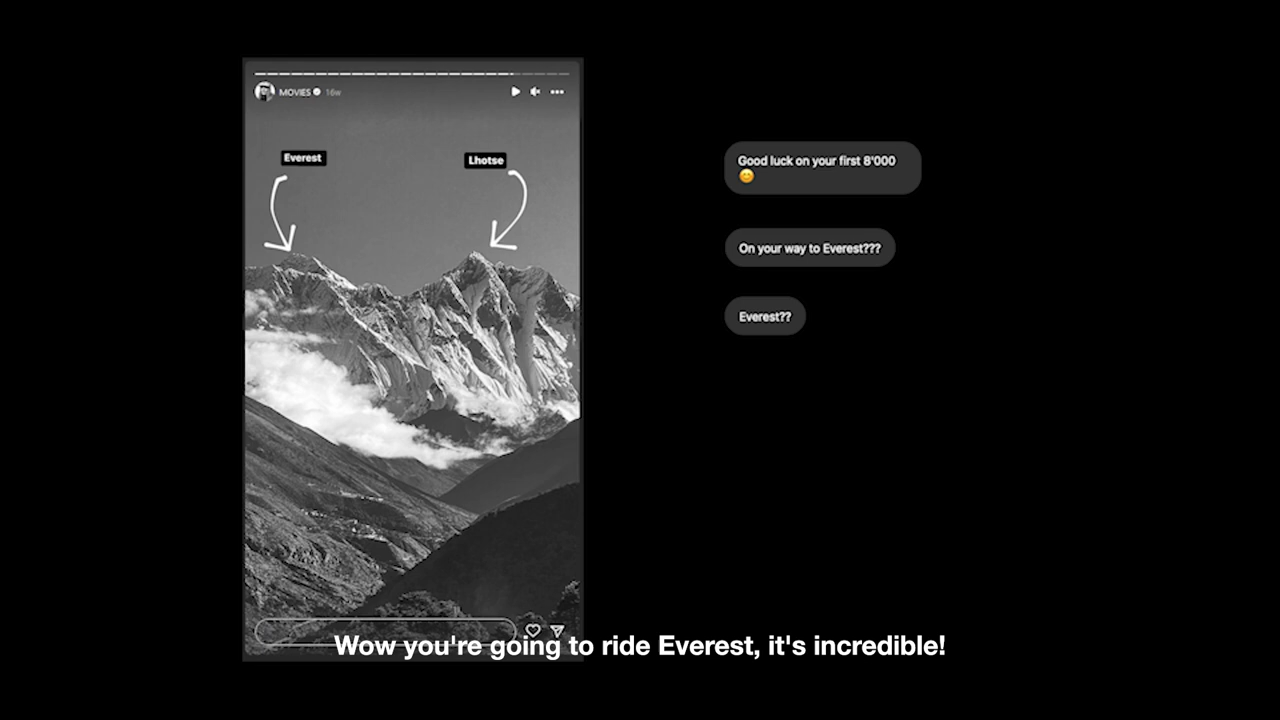 MOVIES 16w
Everest
Lhotse
Good luck on your first 8'000
😊
On your way to Everest???
Everest??
Wow you're going to ride Everest, it's incredible!